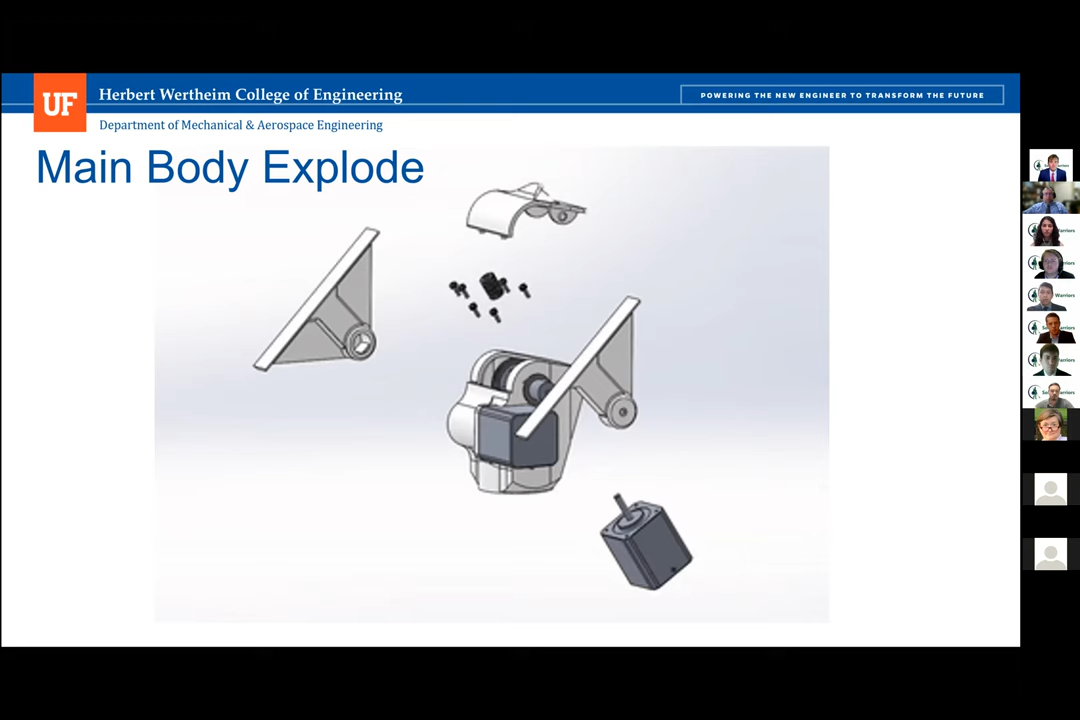 UF
Herbert Wertheim College of Engineering
POWERING THE NEW ENGINEER TO TRANSFORM THE FUTURE
Department of Mechanical & Aerospace Engineering
Main Body Explode
Warriors